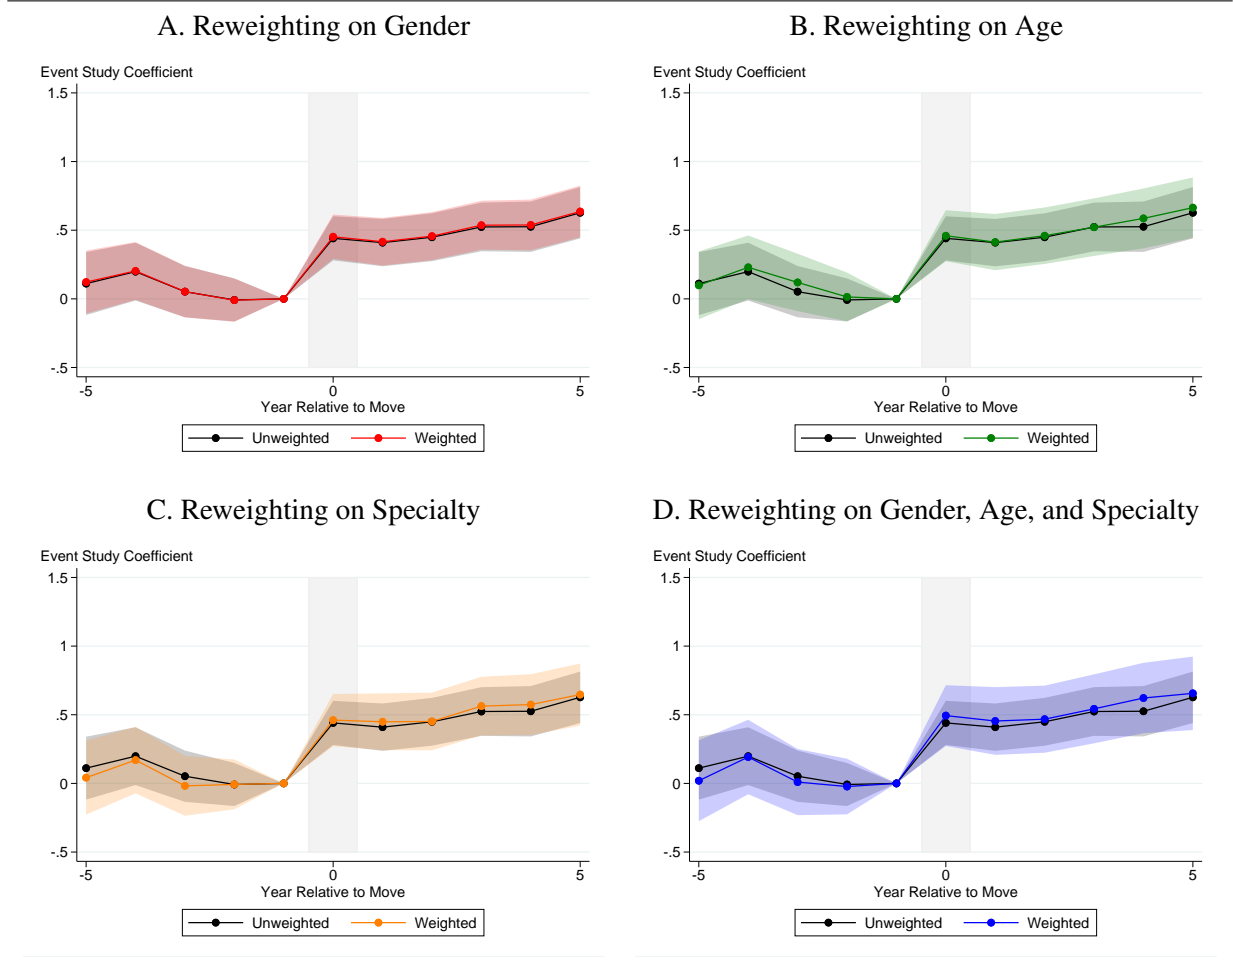 A. Reweighting on Gender
Event Study Coefficient
1.5
1
.5
0
-.5
-5
0
5
Year Relative to Move
Unweighted
Weighted
B. Reweighting on Age
Event Study Coefficient
1.5
1
.5
0
-.5
-5
0
5
Year Relative to Move
Unweighted
Weighted
C. Reweighting on Specialty
Event Study Coefficient
1.5
1
.5
0
-.5
-5
0
5
Year Relative to Move
Unweighted
Weighted
D. Reweighting on Gender, Age, and Specialty
Event Study Coefficient
1.5
1
.5
0
-.5
-5
0
5
Year Relative to Move
Unweighted
Weighted